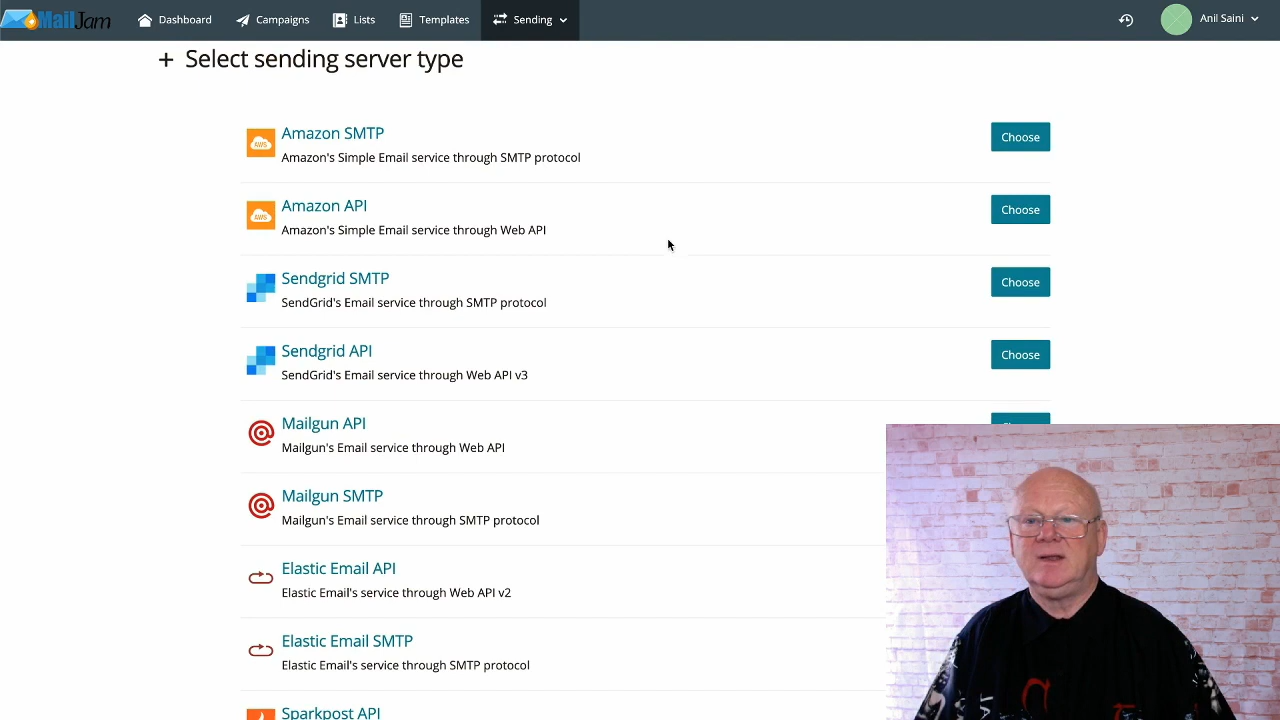 MailJam
Dashboard
Campaigns
Lists
Templates
Sending
Anil Saini
+ Select sending server type
Amazon SMTP
Amazon's Simple Email service through SMTP protocol
Choose
AWS
Amazon API
Amazon's Simple Email service through Web API
Choose
AWS
Sendgrid SMTP
SendGrid's Email service through SMTP protocol
Choose
Sendgrid API
SendGrid's Email service through Web API v3
Choose
Mailgun API
Mailgun's Email service through Web API
Mailgun SMTP
Mailgun's Email service through SMTP protocol
Elastic Email API
Elastic Email's service through Web API v2
Elastic Email SMTP
Elastic Email's service through SMTP protocol
Sparkpost API